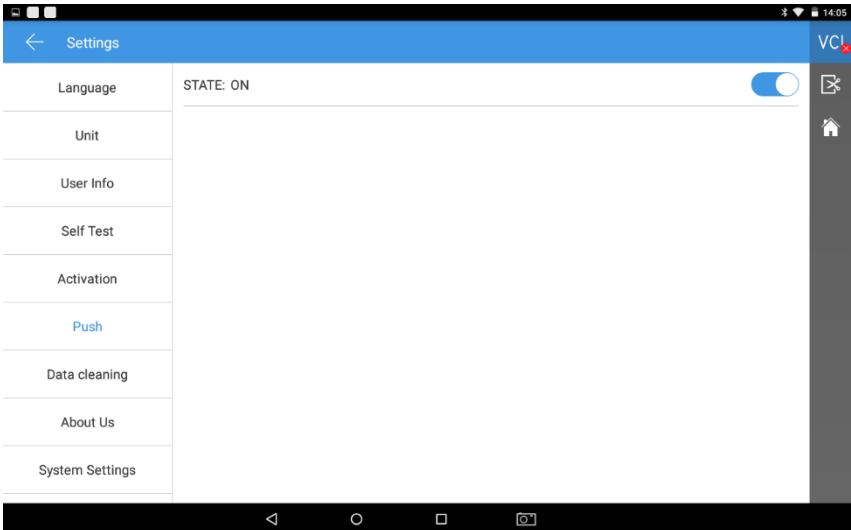 14:05
Settings
VCI
Language
STATE: ON
Unit
User Info
Self Test
Activation
Push
Data cleaning
About Us
System Settings